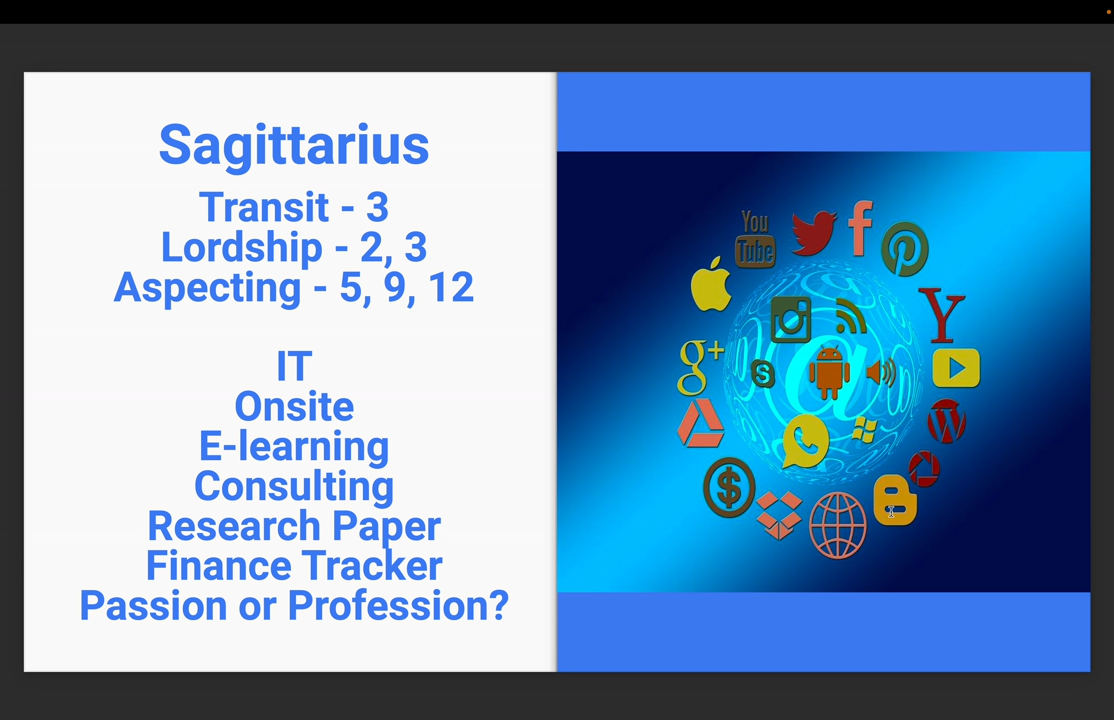 Sagittarius
Transit - 3
Lordship - 2, 3
Aspecting - 5, 9, 12
IT
Onsite
E-learning
Consulting
Research Paper
Finance Tracker
Passion or Profession?
You
Tube
f
Y
g+
S
@
W
$
B